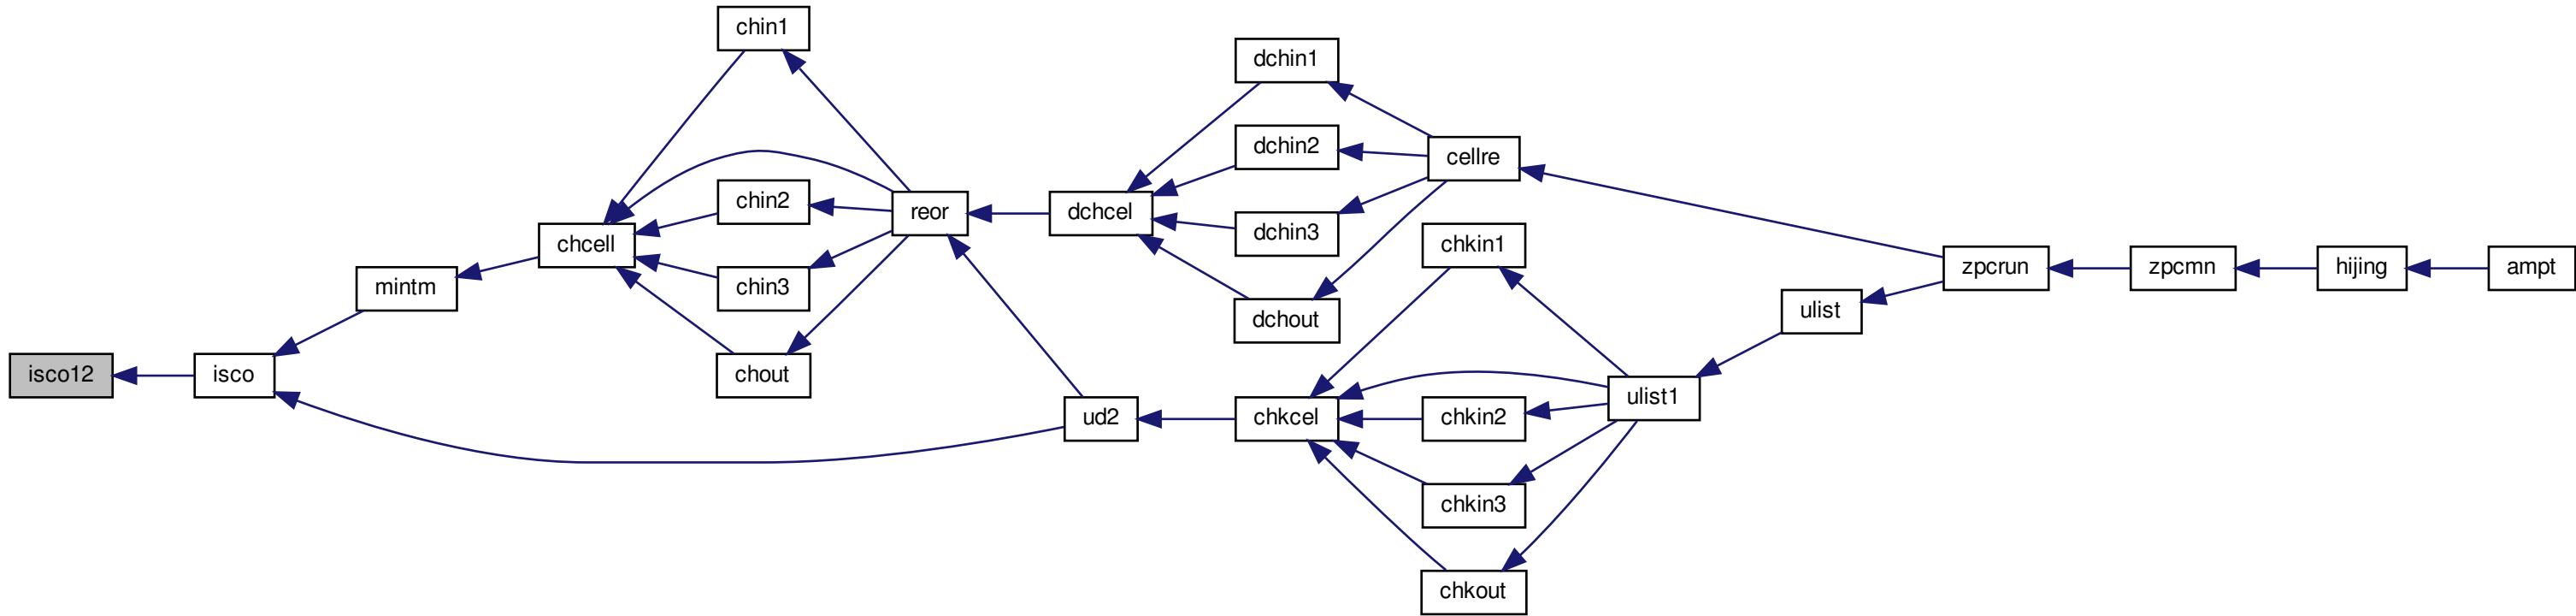 chin1
dchin1
dchin2
cellre
chin2
reor
dchcel
dchin3
chcell
chkin1
zpcrun
zpcmn
hijing
ampt
mintm
chin3
ulist
dchout
isco12
isco
chout
ulist1
ud2
chkcel
chkin2
chkin3
chkout